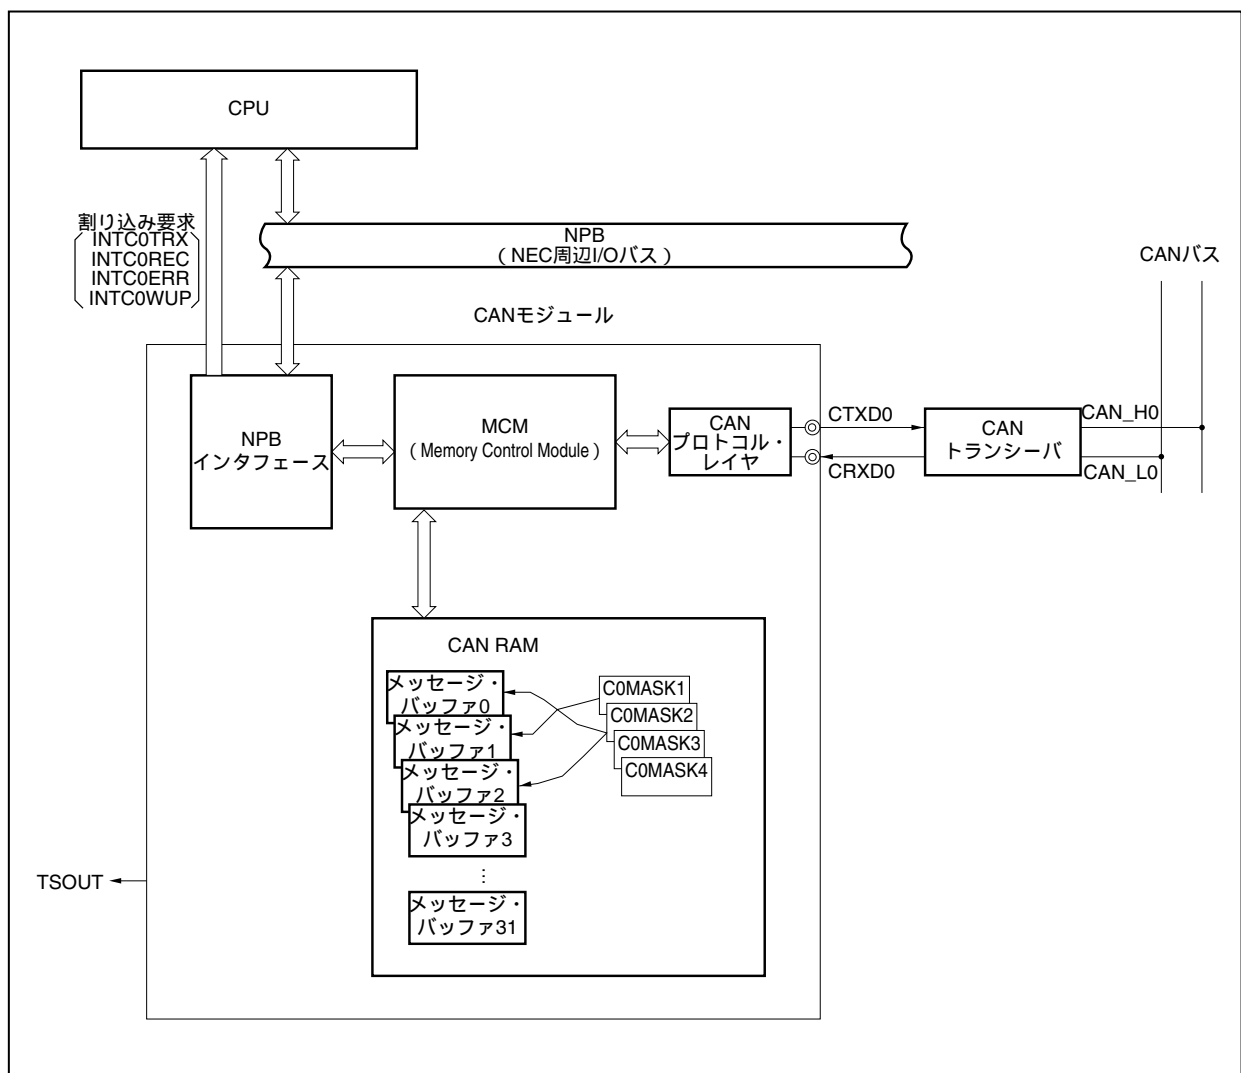 CPU
割り込み要求
INTC0TRX
INTC0REC
INTC0ERR
INTC0WUP
NPB
（NEC周辺I/Oバス）
CANバス
CANモジュール
NPB
インタフェース
MCM
（Memory Control Module）
CAN
プロトコル・
レイヤ
CTXD0
CRXD0
CAN
トランシーバ
CAN_H0
CAN_L0
CAN RAM
メッセージ・
バッファ0
メッセージ・
バッファ1
メッセージ・
バッファ2
メッセージ・
バッファ3
…
メッセージ・
バッファ31
C0MASK1
C0MASK2
C0MASK3
C0MASK4
TSOUT